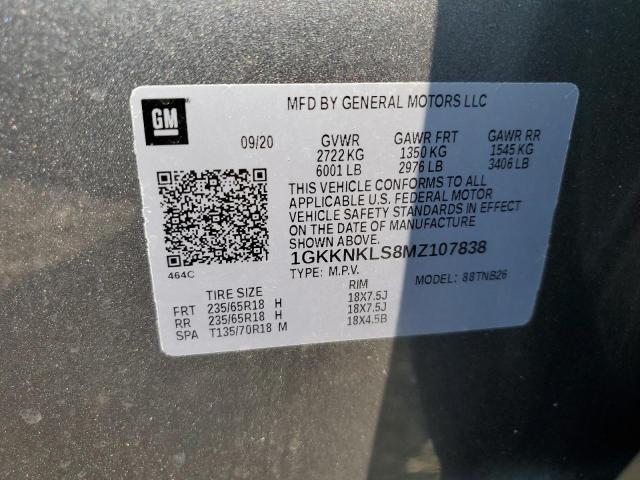 GM
MFD BY GENERAL MOTORS LLC
09/20 GVWR GAWR FRT GAWR RR
2722 KG 1350 KG 1545 KG
6001 LB 2976 LB 3406 LB
THIS VEHICLE CONFORMS TO ALL
APPLICABLE U.S. FEDERAL MOTOR
VEHICLE SAFETY STANDARDS IN
EFFECT ON THE DATE OF MANUFACTURE
SHOWN ABOVE.
1GKKNKLS8MZ107838
464C
TYPE: M.P.V. MODEL: 88TNB26
TIRE SIZE RIM
FRT 235/65R18 H 18X7.5J
RR 235/65R18 H 18X7.5J
SPA T135/70R18 M 18X4.5B